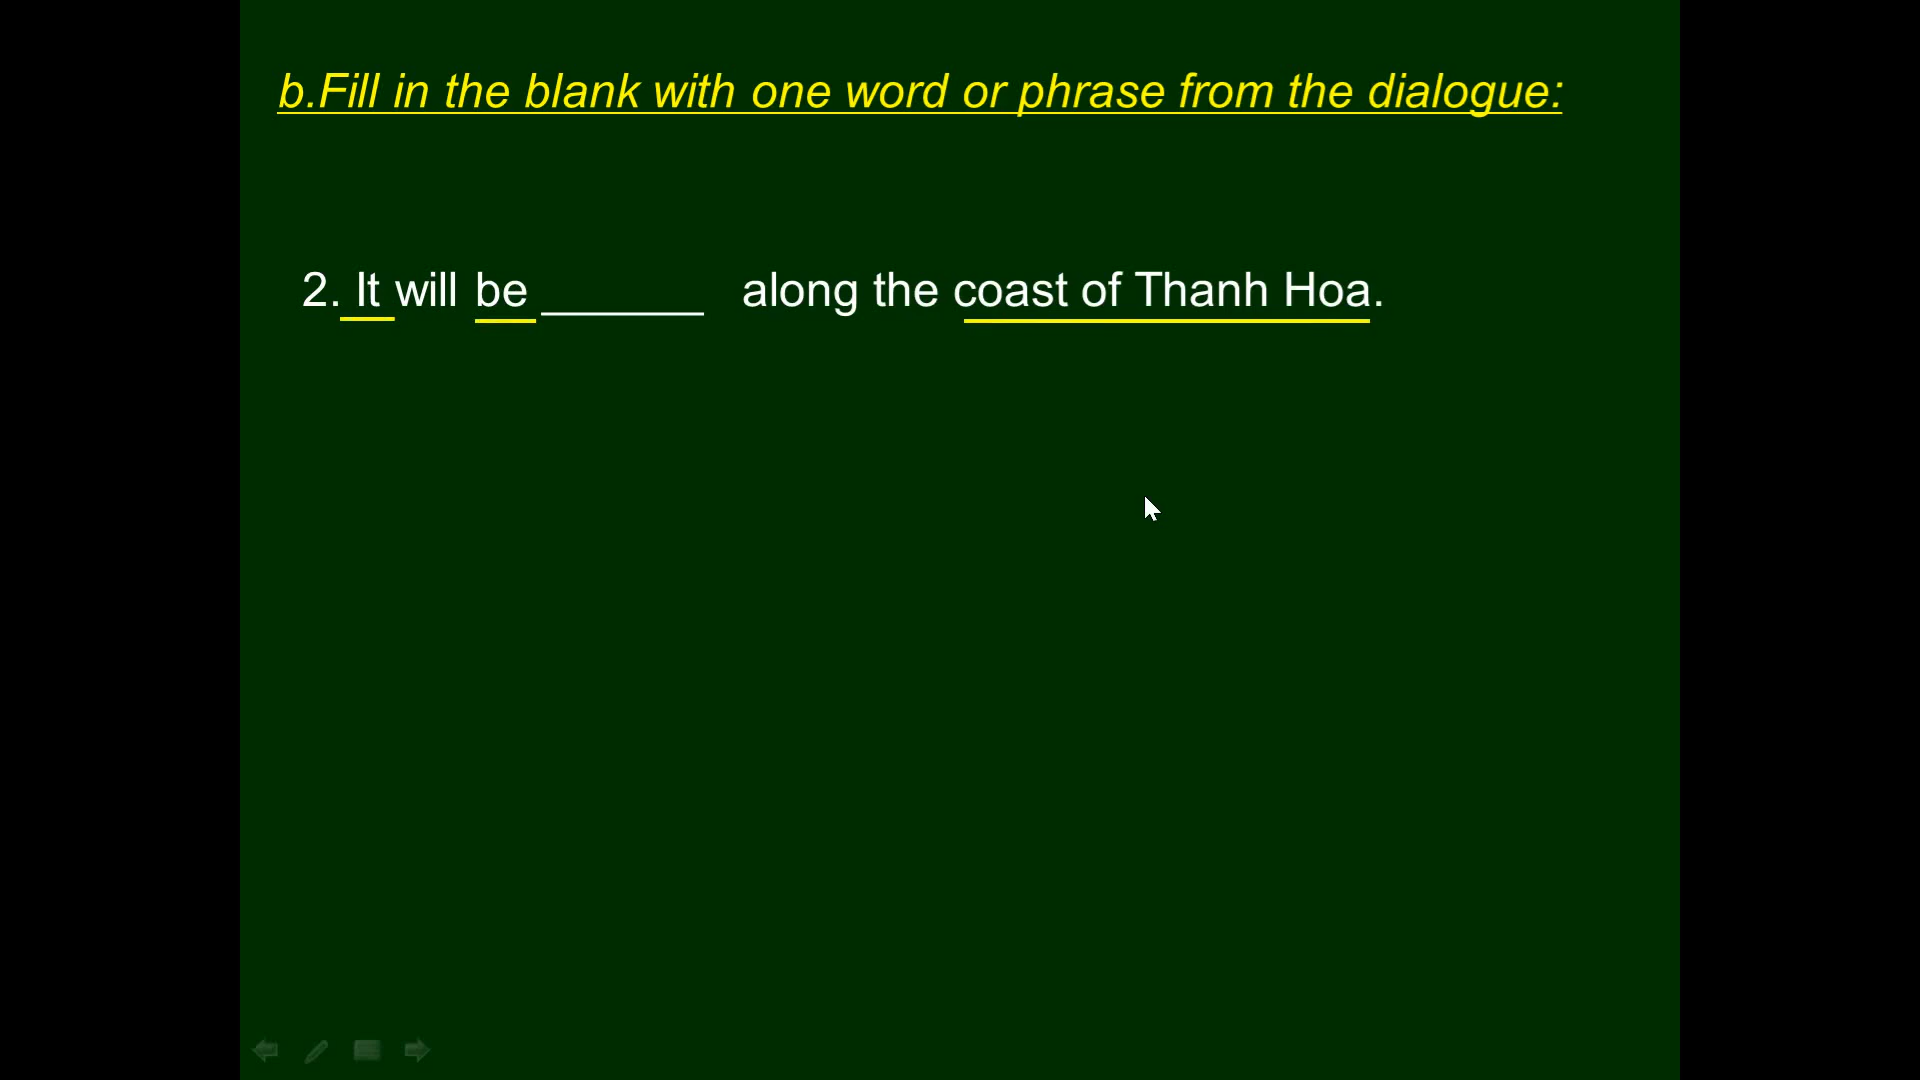 b.Fill in the blank with one word or phrase from the dialogue:
2. It will be ______ along the coast of Thanh Hoa.